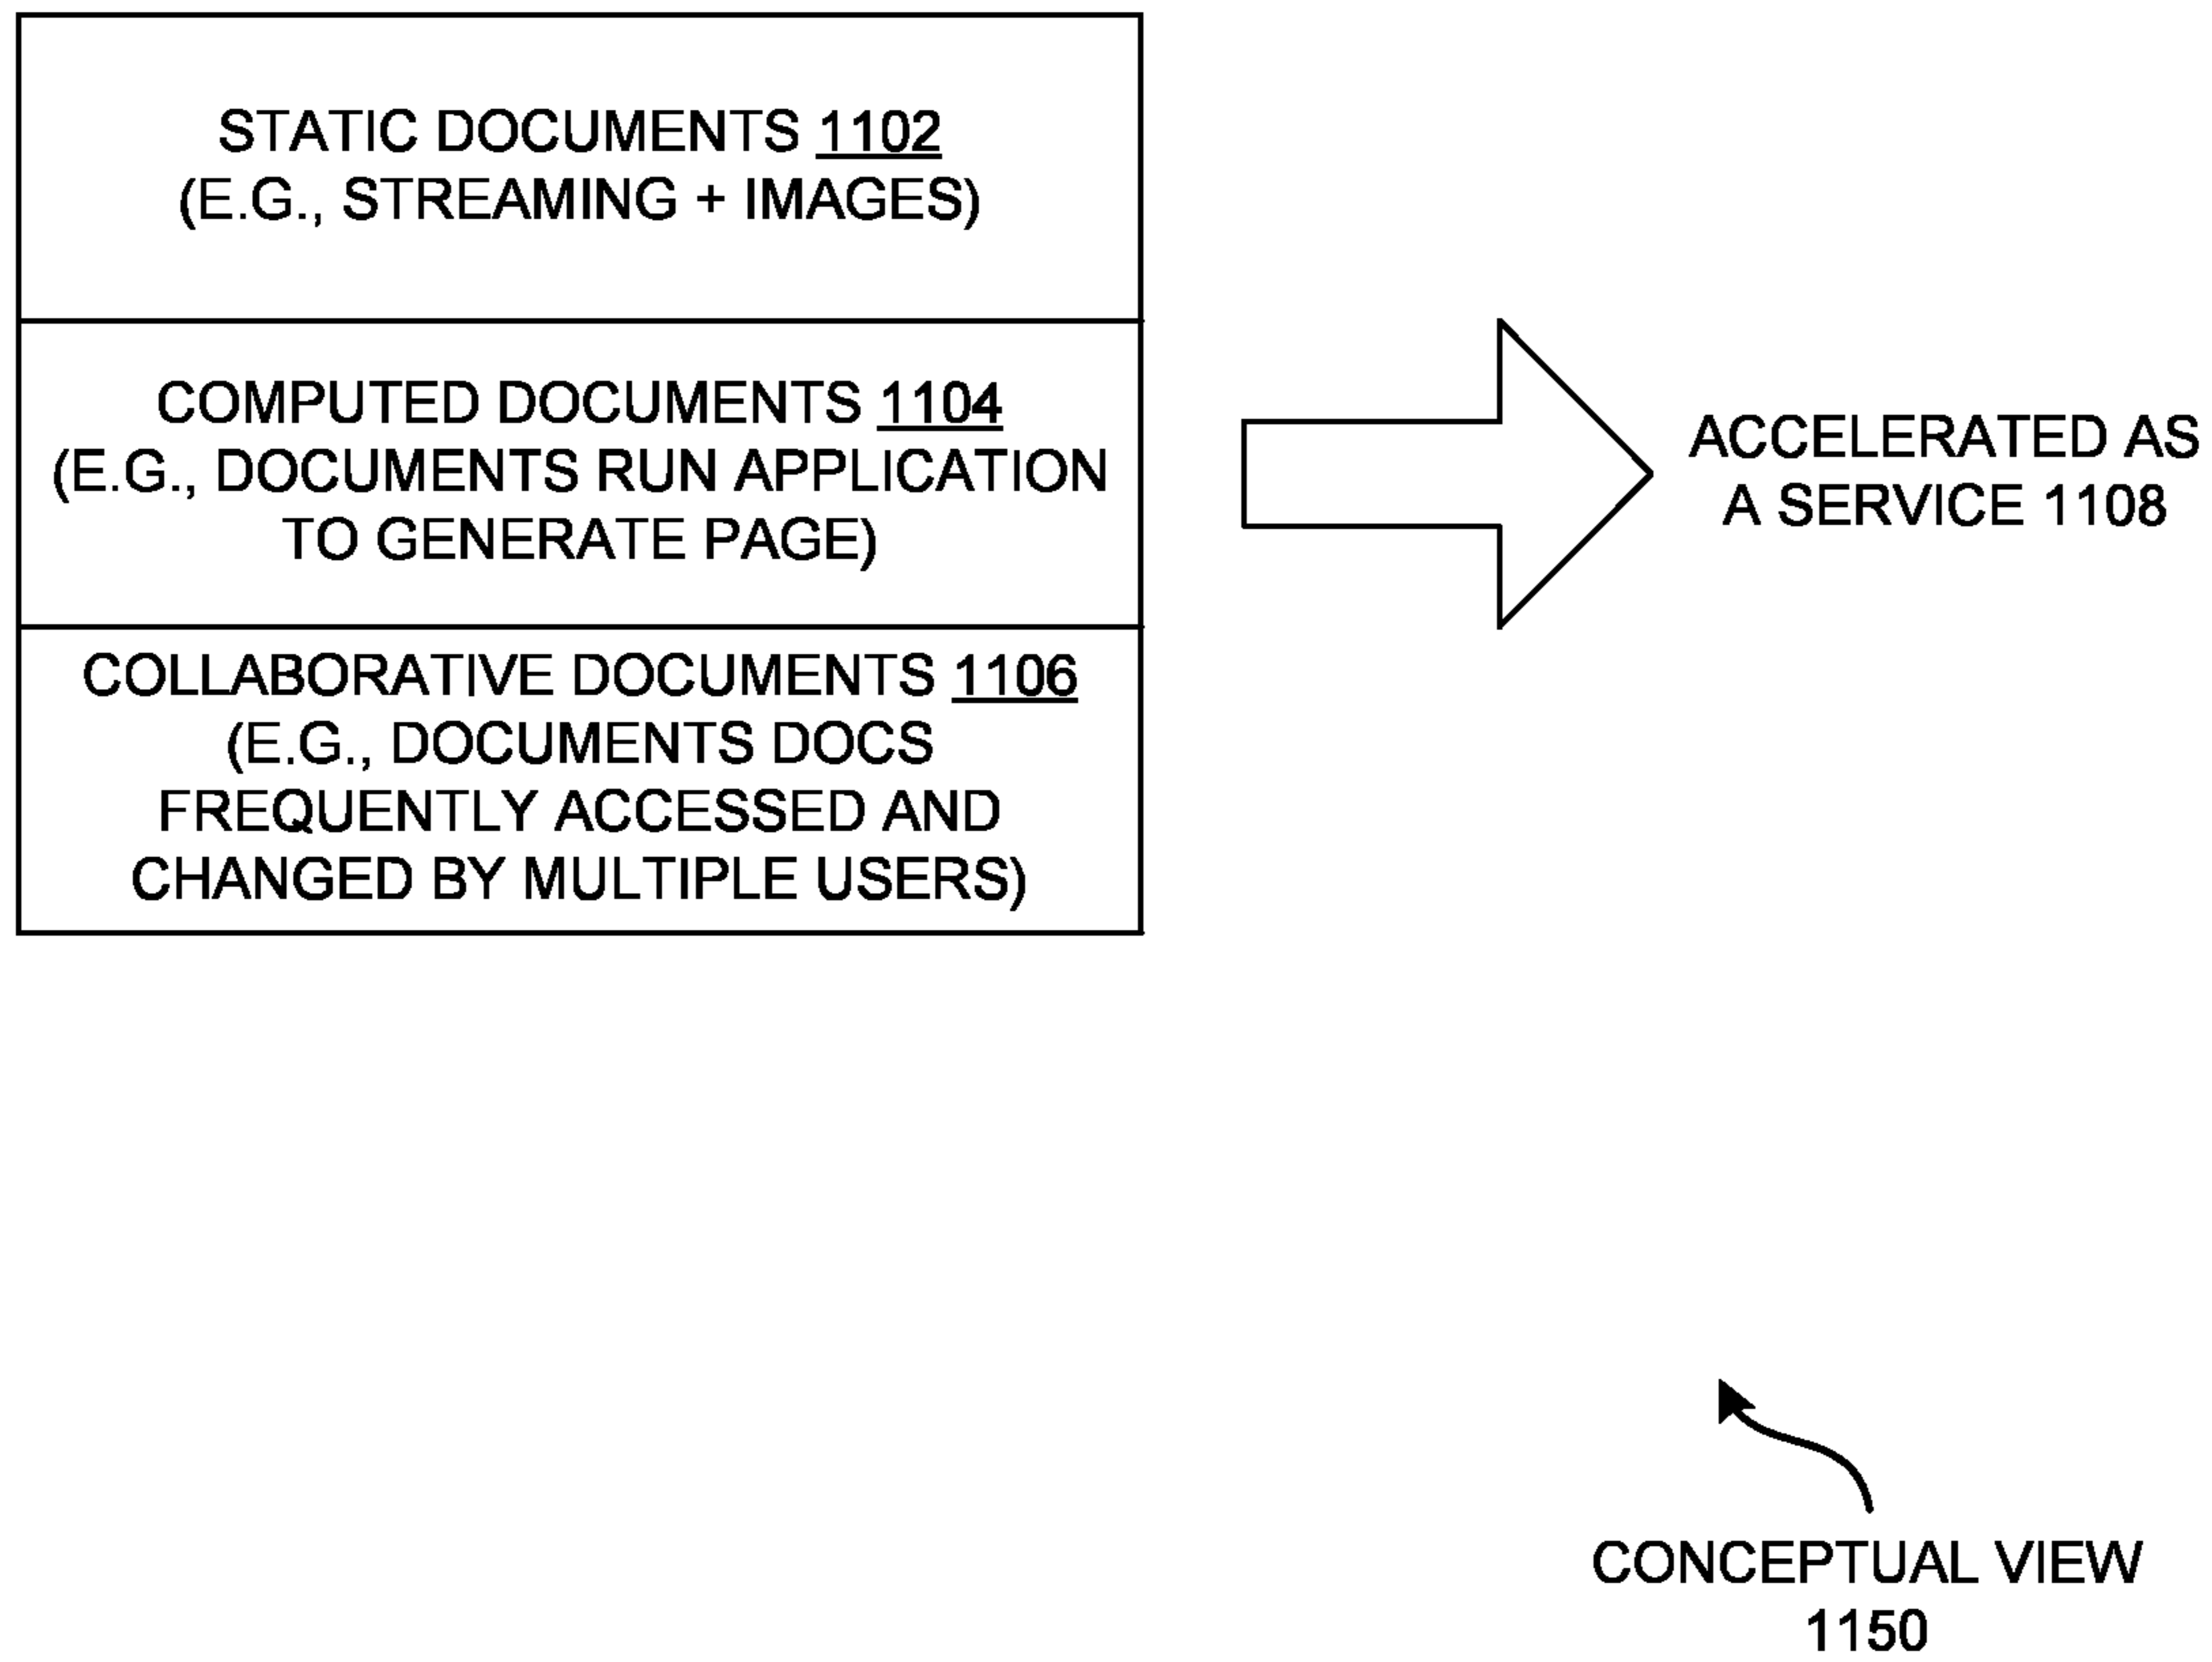 STATIC DOCUMENTS 1102
(E.G., STREAMING + IMAGES)
COMPUTED DOCUMENTS 1104
(E.G., DOCUMENTS RUN APPLICATION
TO GENERATE PAGE)
COLLABORATIVE DOCUMENTS 1106
(E.G., DOCUMENTS DOCS
FREQUENTLY ACCESSED AND
CHANGED BY MULTIPLE USERS)
ACCELERATED AS
A SERVICE 1108
CONCEPTUAL VIEW
1150